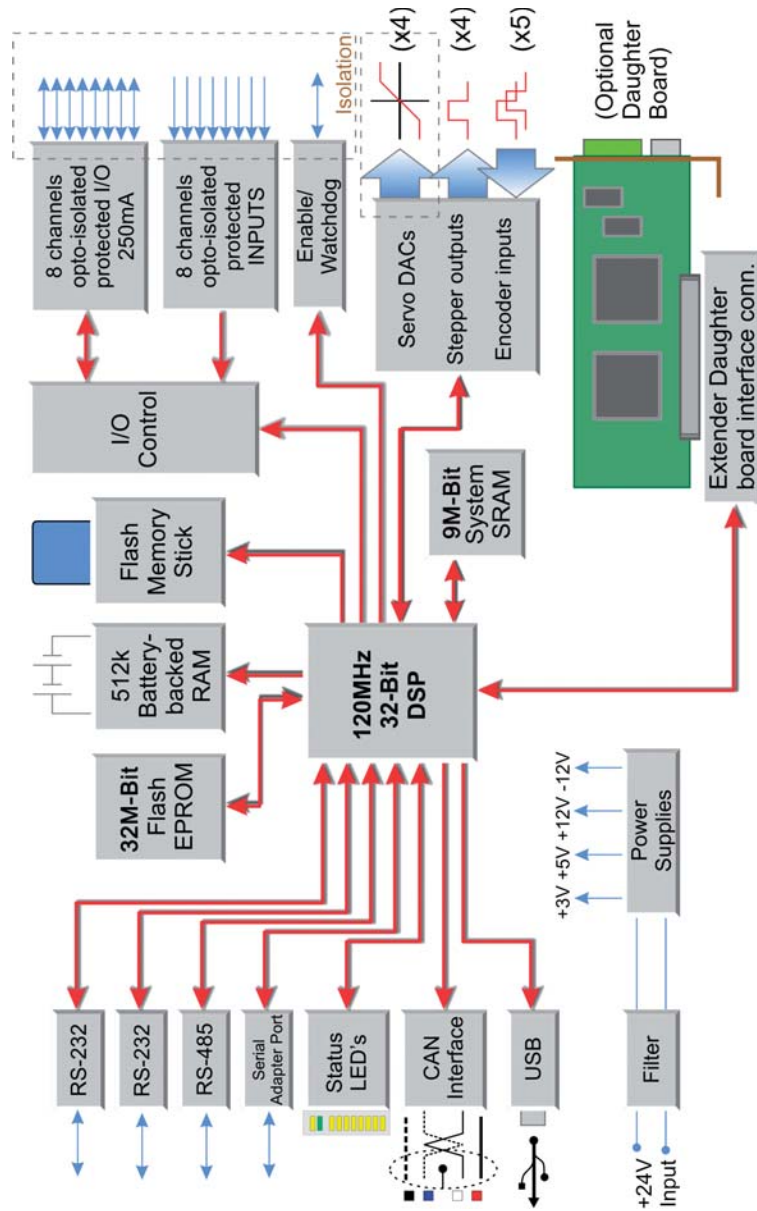 RS-232
RS-232
RS-485
Serial
Adapter Port
Status
LED's
CAN
Interface
USB
32M-Bit
Flash
EPROM
512k
Battery-
backed
RAM
Flash
Memory
Stick
I/O
Control
8 channels
opto-isolated
protected I/O
250mA
8 channels
opto-isolated
protected
INPUTS
Enable/
Watchdog
Isolation
120MHz
32-Bit
DSP
9M-Bit
System
SRAM
Servo DACs
Stepper outputs
Encoder inputs
(x4)
(x4)
(x5)
(Optional
Daughter
Board)
Extender Daughter
board interface conn.
+24V
Input
Filter
Power
Supplies
+3V +5V +12V -12V